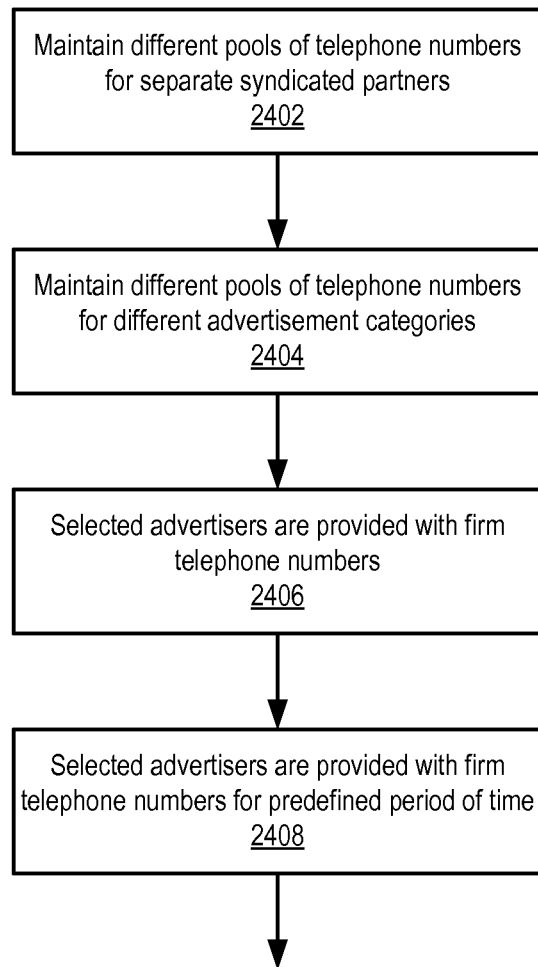 Maintain different pools of telephone numbers
for separate syndicated partners
2402
Maintain different pools of telephone numbers
for different advertisement categories
2404
Selected advertisers are provided with firm
telephone numbers
2406
Selected advertisers are provided with firm
telephone numbers for predefined period of time
2408